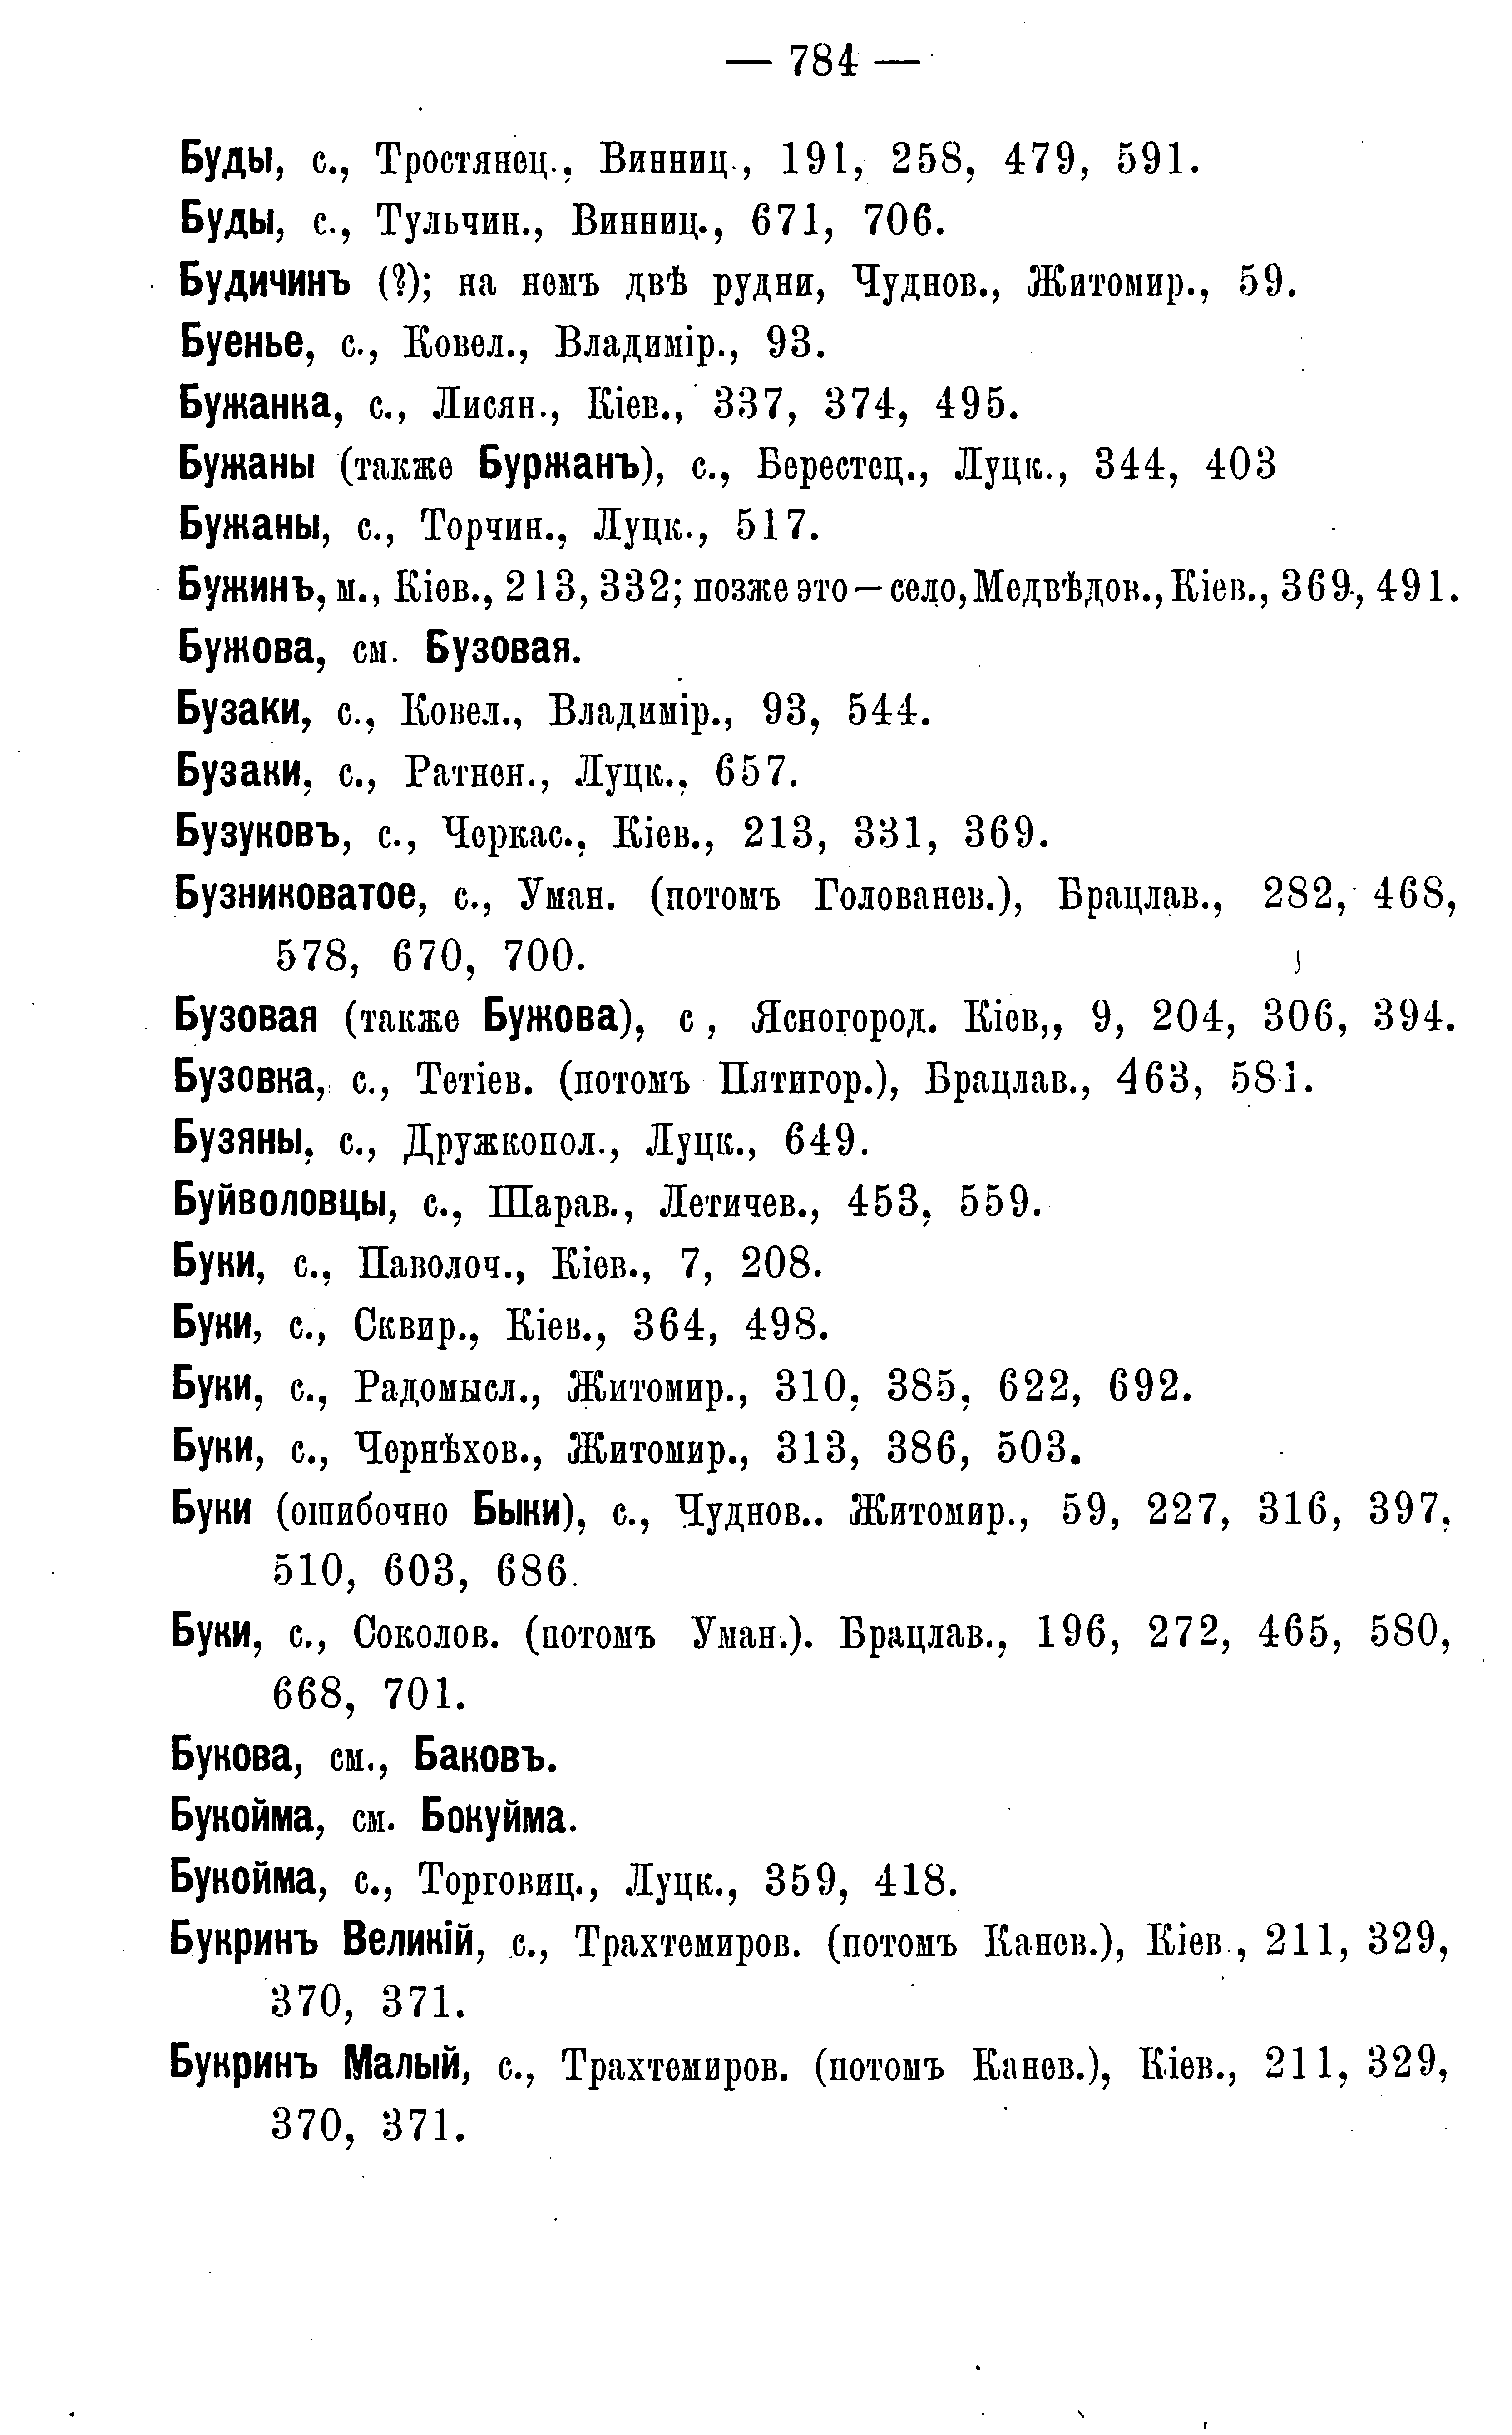 — 784 —
Буды, с., Тростянец., Винниц., 191, 258, 479, 591.
Буды, с., Тульчин., Винниц., 671, 706.
Будичинъ (?); на немъ двѣ рудни, Чуднов., Житомир., 59.
Буенье, с., Ковел., Владимір., 93.
Бужанка, с., Лисян., Кіев., 337, 374, 495.
Бужаны (также Буржанъ), с., Берестец., Луцк., 344, 403
Бужаны, с., Торчин., Луцк., 517.
Бужинъ, м., Кіев., 213, 332; позже это — село, Медвѣдов., Кіев., 369, 491.
Бужова, см. Бузовая.
Бузаки, с., Ковел., Владимір., 93, 544.
Бузаки, с., Ратнен., Луцк., 657.
Бузуковъ, с., Черкас., Кіев., 213, 331, 369.
Бузниковатое, с., Уман. (потомъ Голованев.), Брацлав., 282, 468,
578, 670, 700.
Бузовая (также Бужова), с , Ясногород. Кіев,, 9, 204, 306, 394.
Бузовка, с., Тетіев. (потомъ Пятигор.), Брацлав., 463, 581.
Бузяны, с., Дружкопол., Луцк., 649.
Буйволовцы, с., Шарав., Летичев., 453, 559.
Буки, с., Паволоч., Кіев., 7, 208.
Буки, с., Сквир., Кіев., 364, 498.
Буки, с., Радомысл., Житомир., 310, 385, 622, 692.
Буки, с., Чернѣхов., Житомир., 313, 386, 503.
Буки (ошибочно Быки), с., Чуднов.. Житомир., 59, 227, 316, 397,
510, 603, 686.
Буки, с., Соколов. (потомъ Уман.). Брацлав., 196, 272, 465, 580,
668, 701.
Букова, см., Баковъ.
Букойма, см. Бокуйма.
Букойма, с., Торговиц., Луцк., 359, 418.
Букринъ Великій, с., Трахтемиров. (потомъ Канев.), Кіев., 211, 329,
370, 371.
Букринъ Малый, с., Трахтемиров. (потомъ Канев.), Кіев., 211, 329,
370, 371.